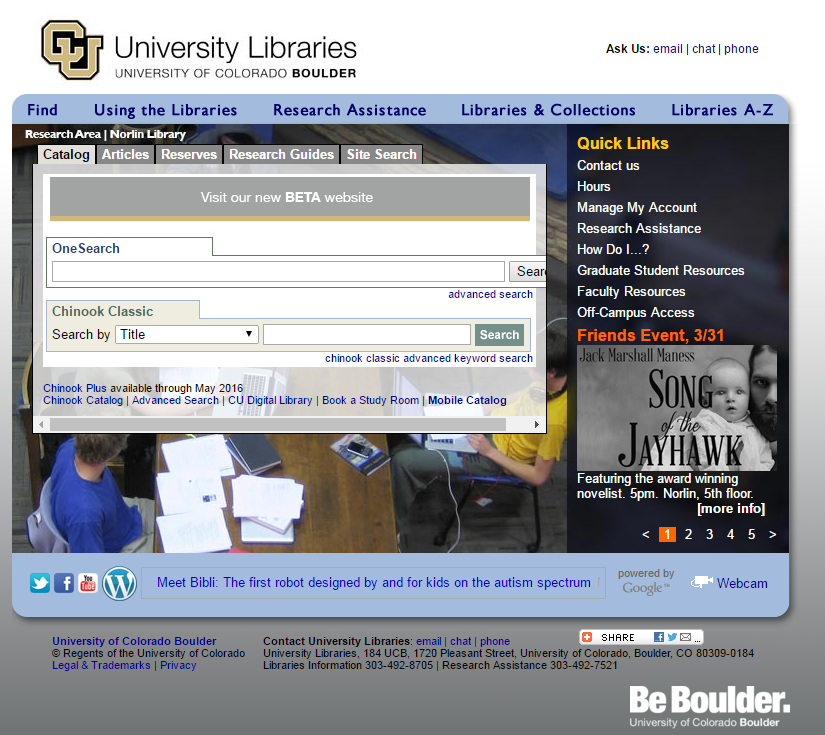 CU
University Libraries
UNIVERSITY OF COLORADO BOULDER
Ask Us: email | chat | phone
Find Using the Libraries Research Assistance Libraries & Collections Libraries A-Z
Research Area | Norlin Library
Catalog Articles Reserves Research Guides Site Search
Visit our new BETA website
OneSearch
Sear
advanced search
Chinook Classic
Search by Title Search
chinook classic advanced keyword search
Chinook Plus available through May 2016
Chinook Catalog | Advanced Search | CU Digital Library | Book a Study Room | Mobile Catalog
Quick Links
Contact us
Hours
Manage My Account
Research Assistance
How Do I...?
Graduate Student Resources
Faculty Resources
Off-Campus Access
Friends Event, 3/31
Jack Marshall Maness
SONG
of the
JAYHAWK
Featuring the award winning
novelist. 5pm. Norlin, 5th floor.
[more info]
< 1 2 3 4 5 >
You Tube
Meet Bibli: The first robot designed by and for kids on the autism spectrum
powered by
Google™
Webcam
SHARE ...
University of Colorado Boulder
© Regents of the University of Colorado
Legal & Trademarks | Privacy
Contact University Libraries: email | chat | phone
University Libraries, 184 UCB, 1720 Pleasant Street, University of Colorado, Boulder, CO 80309-0184
Libraries Information 303-492-8705 | Research Assistance 303-492-7521
Be Boulder.
University of Colorado Boulder